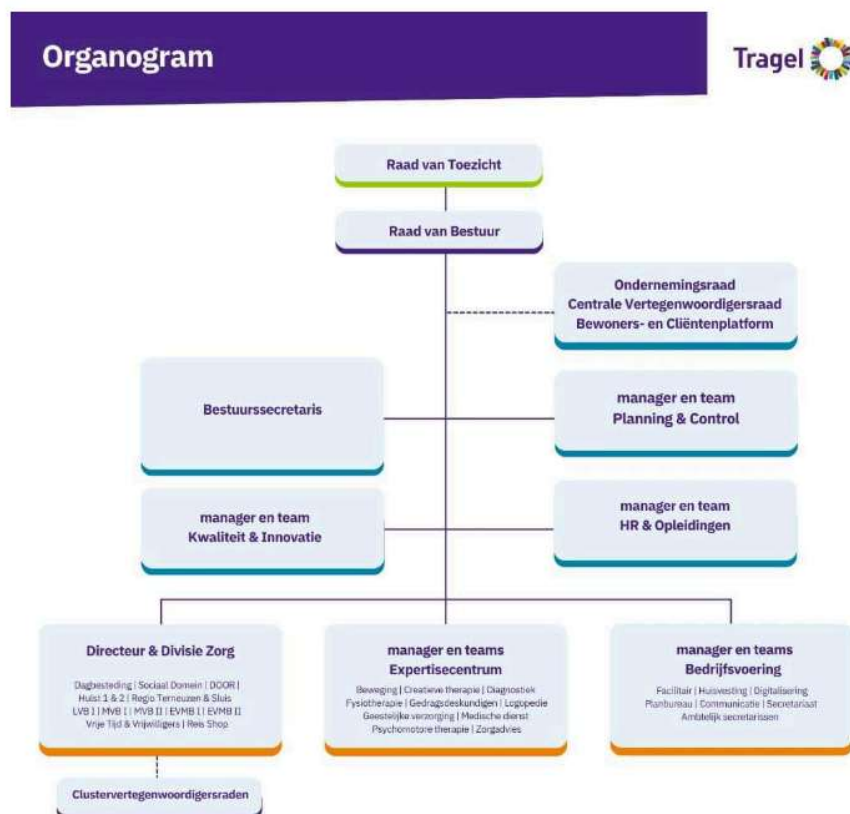 Organogram
Tragel
Raad van Toezicht
Raad van Bestuur
Ondernemingsraad
Centrale Vertegenwoordigersraad
Bewoners- en Cliëntenplatform
Bestuurssecretaris
manager en team
Planning & Control
manager en team
Kwaliteit & Innovatie
manager en team
HR & Opleidingen
Directeur & Divisie Zorg
Dagbesteding | Sociaal Domein | DOOR |
Hulst 1 & 2 | Regio Terneuzen & Sluis
LVB I | MVB I | MVB II | EVMB I | EVMB II
Vrije Tijd & Vrijwilligers | Reis Shop
manager en teams
Expertisecentrum
Beweging | Creatieve therapie | Diagnostiek
Fysiotherapie | Gedragsdeskundigen | Logopedie
Geestelijke verzorging | Medische dienst
Psychomotore therapie | Zorgadvies
manager en teams
Bedrijfsvoering
Facilitair | Huisvesting | Digitalisering
Planbureau | Communicatie | Secretariaat
Ambtelijk secretarissen
Clustervertegenwoordigersraden